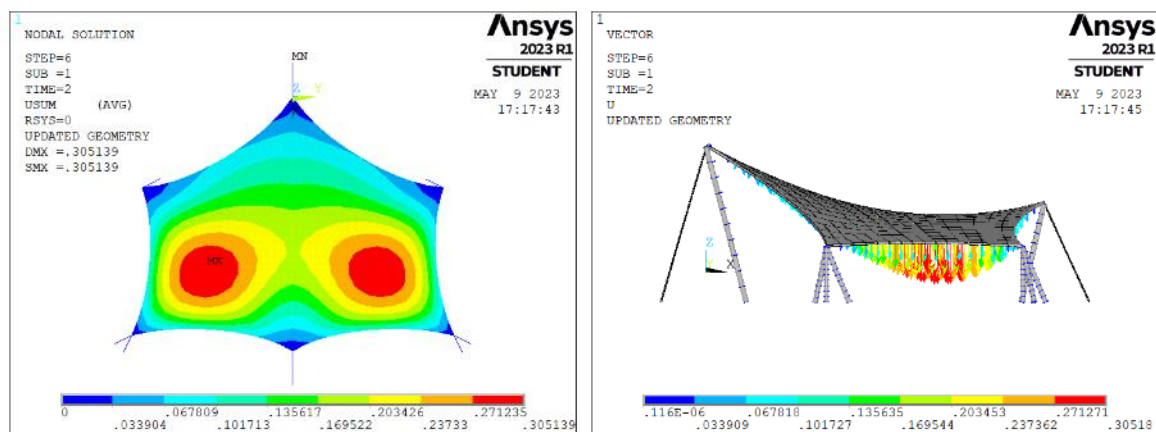 1
NODAL SOLUTION
STEP=6
SUB =1
TIME=2
USUM (AVG)
RSYS=0
UPDATED GEOMETRY
DMX =.305139
SMX =.305139
Ansys
2023 R1
STUDENT
MAY 9 2023
17:17:43
MN
Z Y
MX
0 .067809 .135617 .203426 .271235
.033904 .101713 .169522 .23733 .305139
1
VECTOR
STEP=6
SUB =1
TIME=2
U
UPDATED GEOMETRY
Ansys
2023 R1
STUDENT
MAY 9 2023
17:17:45
Z
Y X
.116E-06 .067818 .135635 .203453 .271271
.033909 .101727 .169544 .237362 .30518